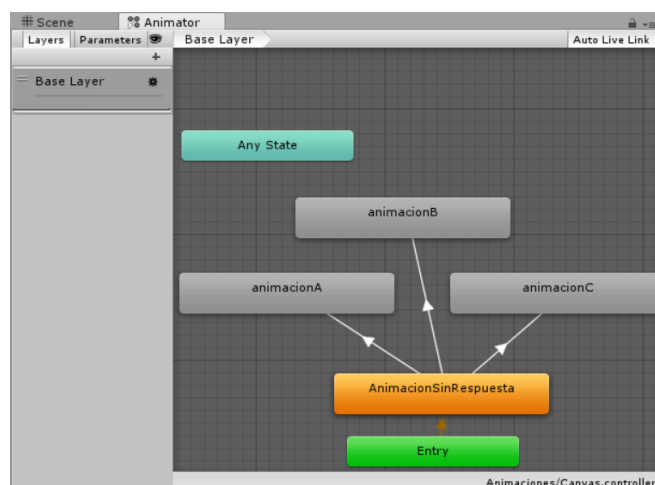 Scene
Animator
Layers Parameters
Base Layer
Auto Live Link
Base Layer
Any State
animacionB
animacionA
animacionC
AnimacionSinRespuesta
Entry
Animaciones/Canvas.controller